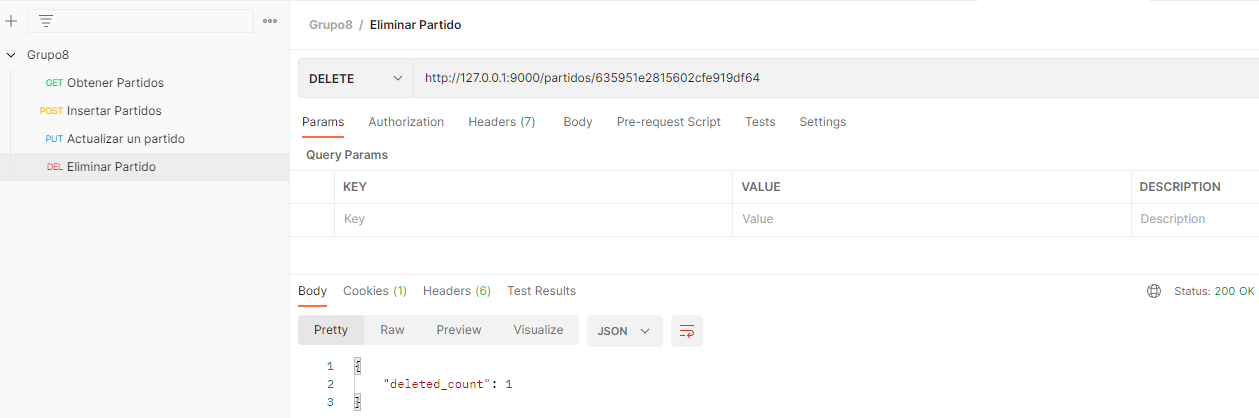 Grupo8
GET Obtener Partidos
POST Insertar Partidos
PUT Actualizar un partido
DEL Eliminar Partido
Grupo8 / Eliminar Partido
DELETE http://127.0.0.1:9000/partidos/635951e2815602cfe919df64
Params Authorization Headers (7) Body Pre-request Script Tests Settings
Query Params
KEY VALUE DESCRIPTION
Key Value Description
Body Cookies (1) Headers (6) Test Results Status: 200 OK
Pretty Raw Preview Visualize JSON
1 {
2 "deleted_count": 1
3 }